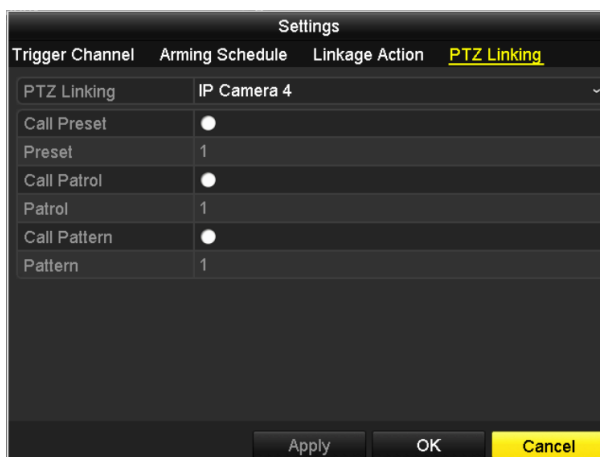 Settings
Trigger Channel Arming Schedule Linkage Action PTZ Linking
PTZ Linking IP Camera 4
Call Preset
Preset 1
Call Patrol
Patrol 1
Call Pattern
Pattern 1
Apply OK Cancel